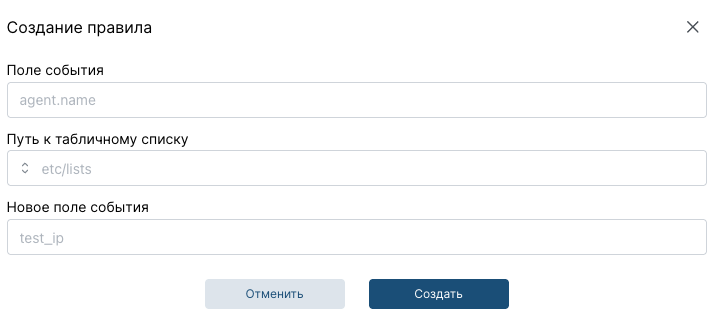 Создание правила
Поле события
agent.name
Путь к табличному списку
etc/lists
Новое поле события
test_ip
Отменить
Создать